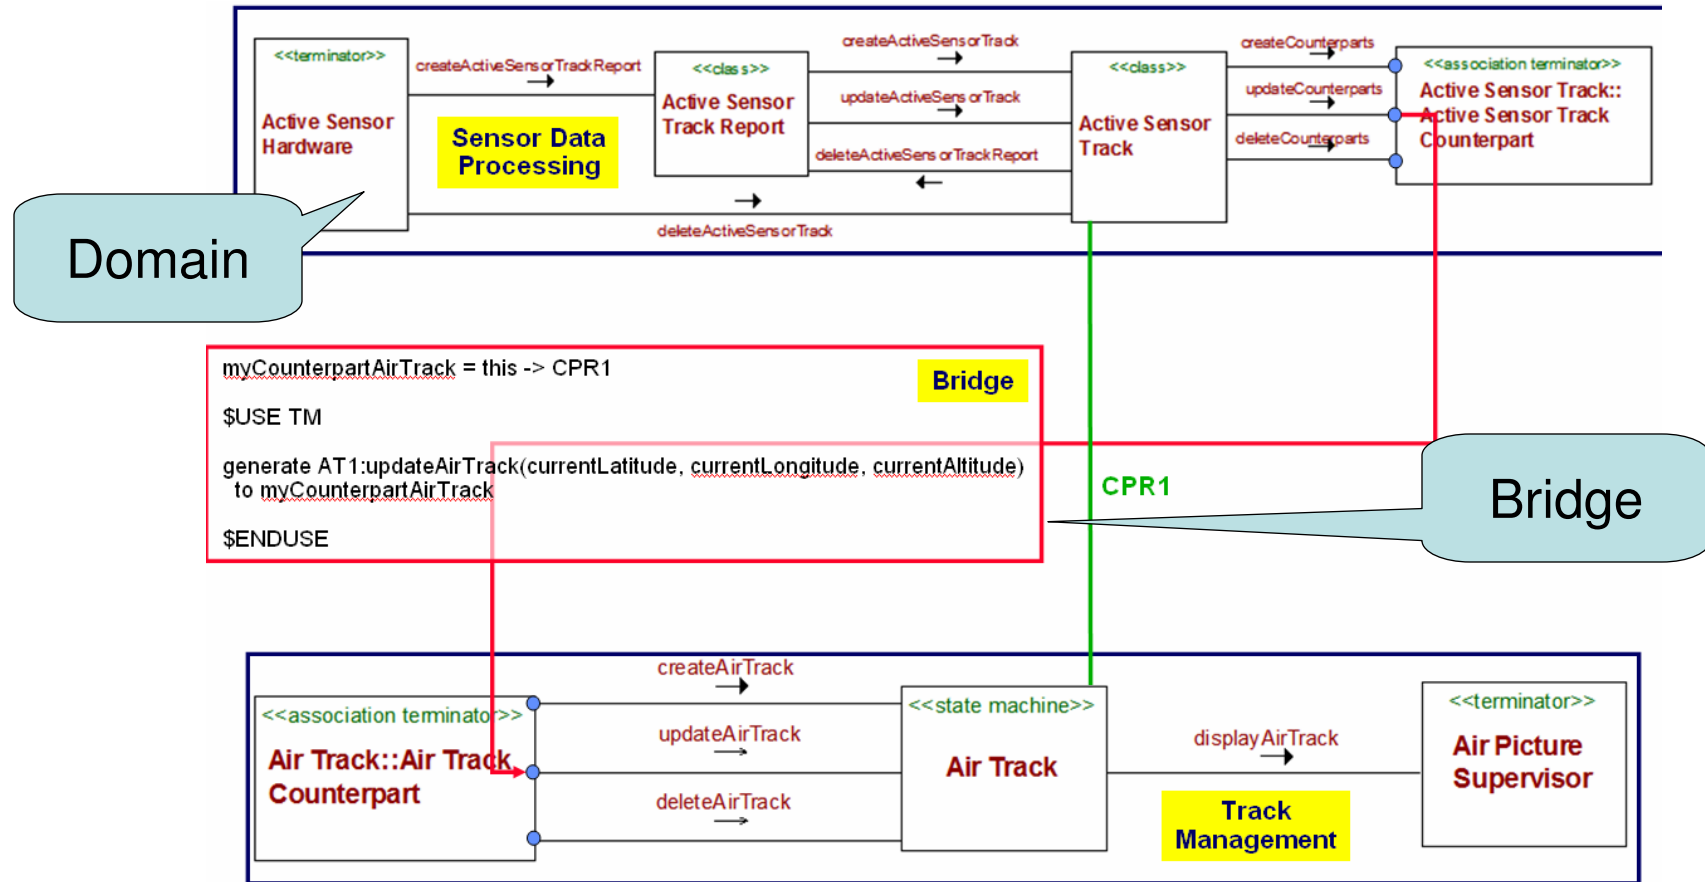 <<terminator>>
Active Sensor
Hardware
createActiveSensorTrackReport
Sensor Data
Processing
<<class>>
Active Sensor
Track Report
createActiveSensorTrack
updateActiveSensorTrack
deleteActiveSensorTrackReport
deleteActiveSensorTrack
<<class>>
Active Sensor
Track
createCounterparts
updateCounterparts
deleteCounterparts
<<association terminator>>
Active Sensor Track::
Active Sensor Track
Counterpart
Domain
myCounterpartAirTrack = this -> CPR1
Bridge
$USE TM
generate AT1:updateAirTrack(currentLatitude, currentLongitude, currentAltitude)
to myCounterpartAirTrack
$ENDUSE
CPR1
Bridge
<<association terminator>>
Air Track::Air Track
Counterpart
createAirTrack
updateAirTrack
deleteAirTrack
<<state machine>>
Air Track
displayAirTrack
Track
Management
<<terminator>>
Air Picture
Supervisor